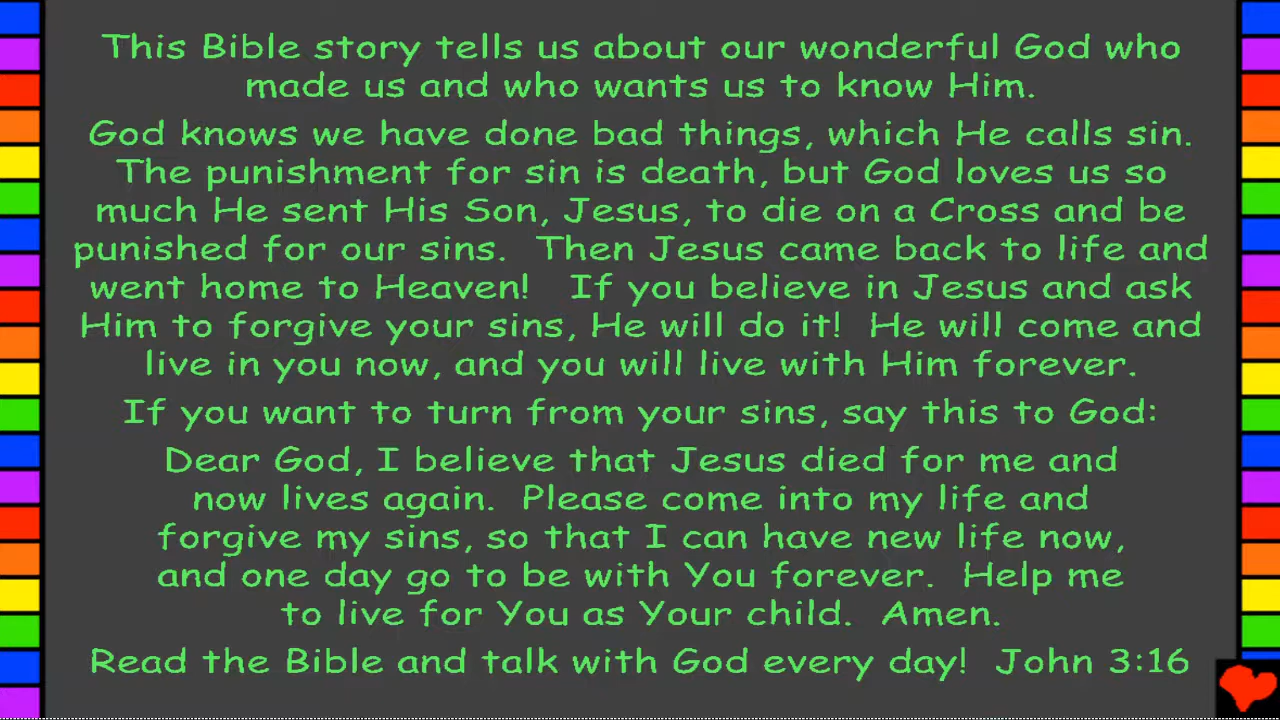 This Bible story tells us about our wonderful God who
made us and who wants us to know Him.
God knows we have done bad things, which He calls sin.
The punishment for sin is death, but God loves us so
much He sent His Son, Jesus, to die on a Cross and be
punished for our sins. Then Jesus came back to life and
went home to Heaven! If you believe in Jesus and ask
Him to forgive your sins, He will do it! He will come and
live in you now, and you will live with Him forever.
If you want to turn from your sins, say this to God:
Dear God, I believe that Jesus died for me and
now lives again. Please come into my life and
forgive my sins, so that I can have new life now,
and one day go to be with You forever. Help me
to live for You as Your child. Amen.
Read the Bible and talk with God every day! John 3:16